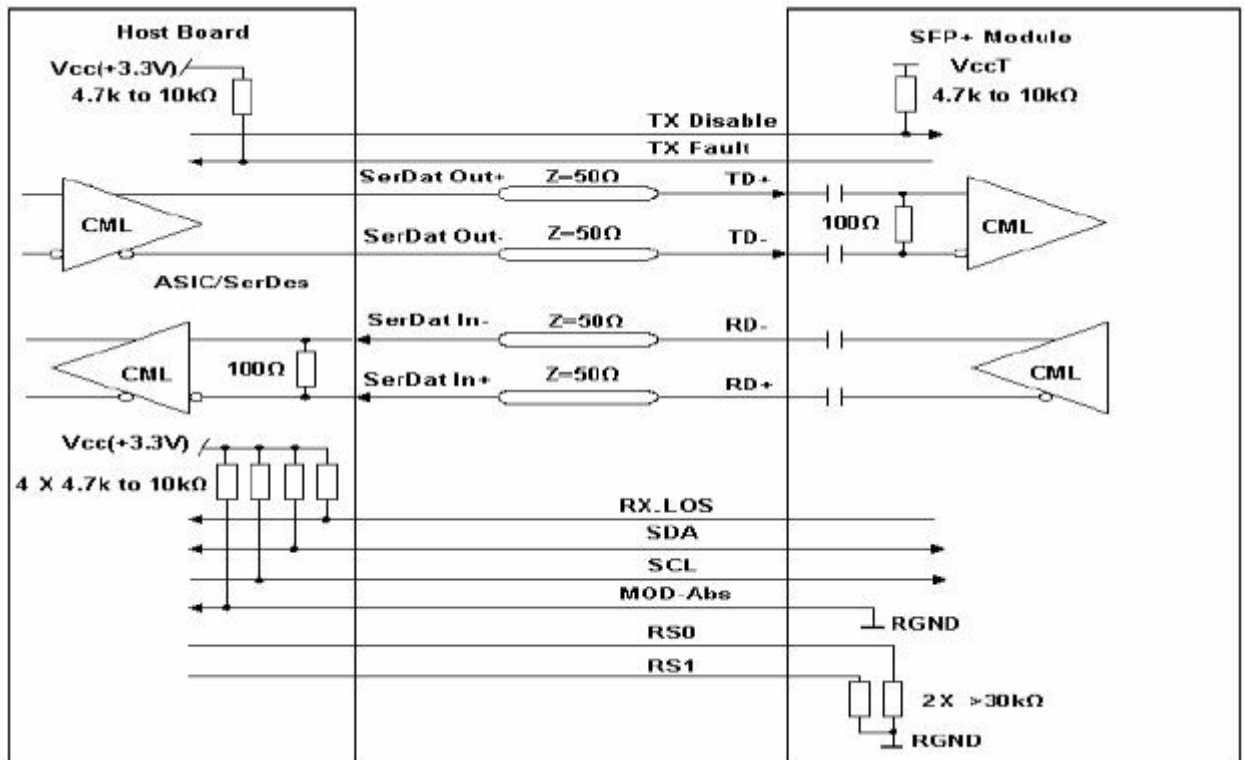 Host Board
SFP+ Module
Vcc(+3.3V)
4.7k to 10kΩ
VccT
4.7k to 10kΩ
TX Disable
TX Fault
SerDat Out+
Z=50Ω
TD+
CML
100Ω
CML
SerDat Out-
Z=50Ω
TD-
ASIC/SerDes
SerDat In-
Z=50Ω
RD-
CML
100Ω
SerDat In+
Z=50Ω
RD+
CML
Vcc(+3.3V)
4 X 4.7k to 10kΩ
RX_LOS
SDA
SCL
MOD-Abs
RGND
RS0
RS1
2X >30kΩ
RGND